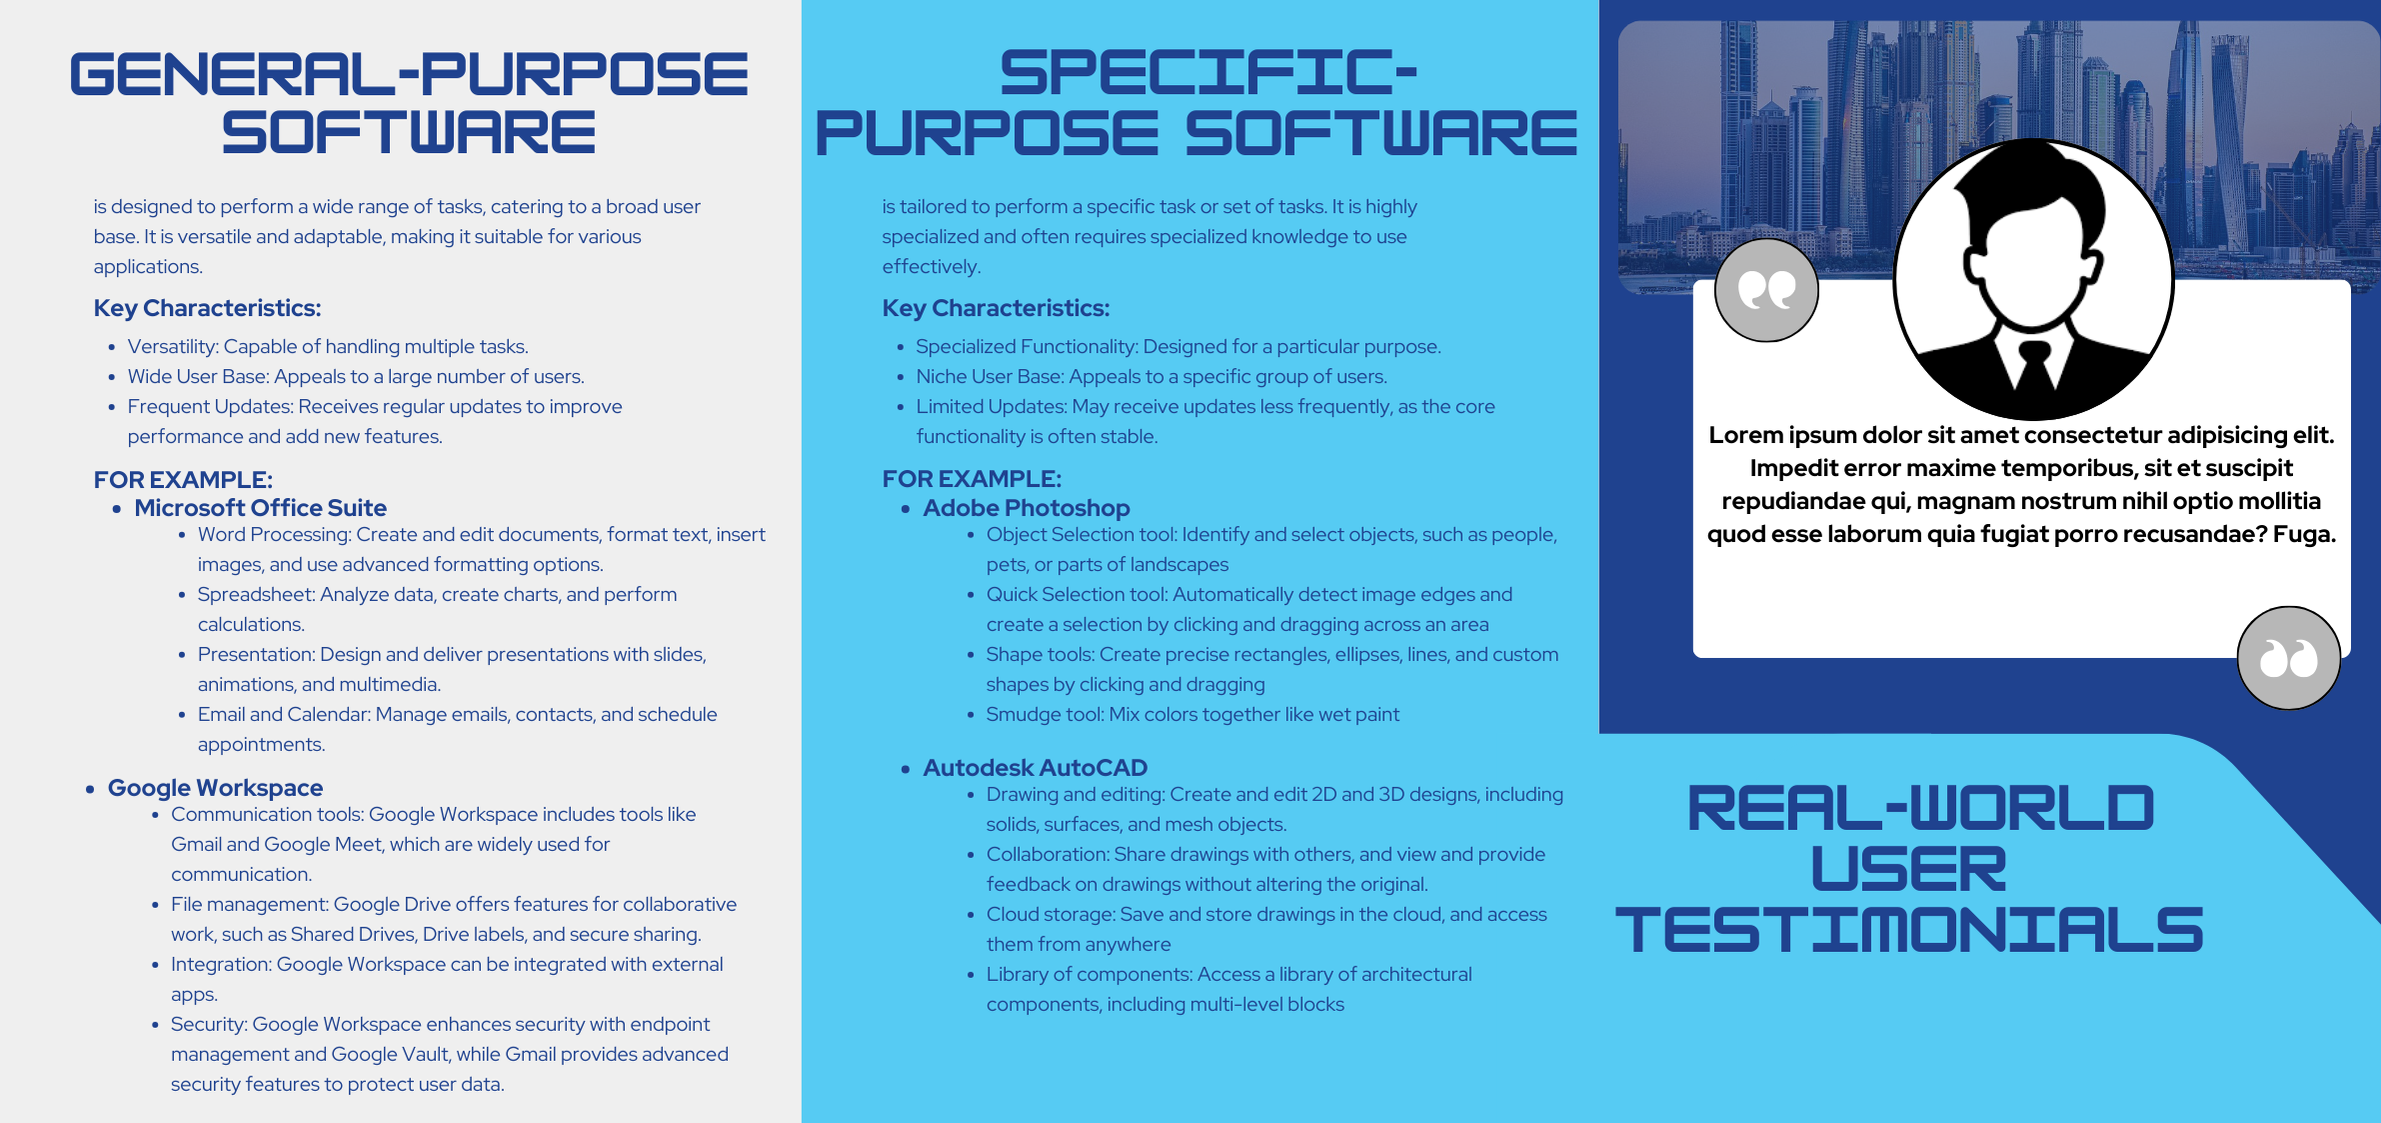 GENERAL-PURPOSE
SOFTWARE
is designed to perform a wide range of tasks, catering to a broad user
base. It is versatile and adaptable, making it suitable for various
applications.
Key Characteristics:
• Versatility: Capable of handling multiple tasks.
• Wide User Base: Appeals to a large number of users.
• Frequent Updates: Receives regular updates to improve
performance and add new features.
FOR EXAMPLE:
• Microsoft Office Suite
• Word Processing: Create and edit documents, format text, insert
images, and use advanced formatting options.
• Spreadsheet: Analyze data, create charts, and perform
calculations.
• Presentation: Design and deliver presentations with slides,
animations, and multimedia.
• Email and Calendar: Manage emails, contacts, and schedule
appointments.
• Google Workspace
• Communication tools: Google Workspace includes tools like
Gmail and Google Meet, which are widely used for
communication.
• File management: Google Drive offers features for collaborative
work, such as Shared Drives, Drive labels, and secure sharing.
• Integration: Google Workspace can be integrated with external
apps.
• Security: Google Workspace enhances security with endpoint
management and Google Vault, while Gmail provides advanced
security features to protect user data.
SPECIFIC-
PURPOSE SOFTWARE
is tailored to perform a specific task or set of tasks. It is highly
specialized and often requires specialized knowledge to use
effectively.
Key Characteristics:
• Specialized Functionality: Designed for a particular purpose.
• Niche User Base: Appeals to a specific group of users.
• Limited Updates: May receive updates less frequently, as the core
functionality is often stable.
FOR EXAMPLE:
• Adobe Photoshop
• Object Selection tool: Identify and select objects, such as people,
pets, or parts of landscapes
• Quick Selection tool: Automatically detect image edges and
create a selection by clicking and dragging across an area
• Shape tools: Create precise rectangles, ellipses, lines, and custom
shapes by clicking and dragging
• Smudge tool: Mix colors together like wet paint
• Autodesk AutoCAD
• Drawing and editing: Create and edit 2D and 3D designs, including
solids, surfaces, and mesh objects.
• Collaboration: Share drawings with others, and view and provide
feedback on drawings without altering the original.
• Cloud storage: Save and store drawings in the cloud, and access
them from anywhere
• Library of components: Access a library of architectural
components, including multi-level blocks
Lorem ipsum dolor sit amet consectetur adipisicing elit.
Impedit error maxime temporibus, sit et suscipit
repudiandae qui, magnam nostrum nihil optio mollitia
quod esse laborum quia fugiat porro recusandae? Fuga.
REAL-WORLD
USER
TESTIMONIALS